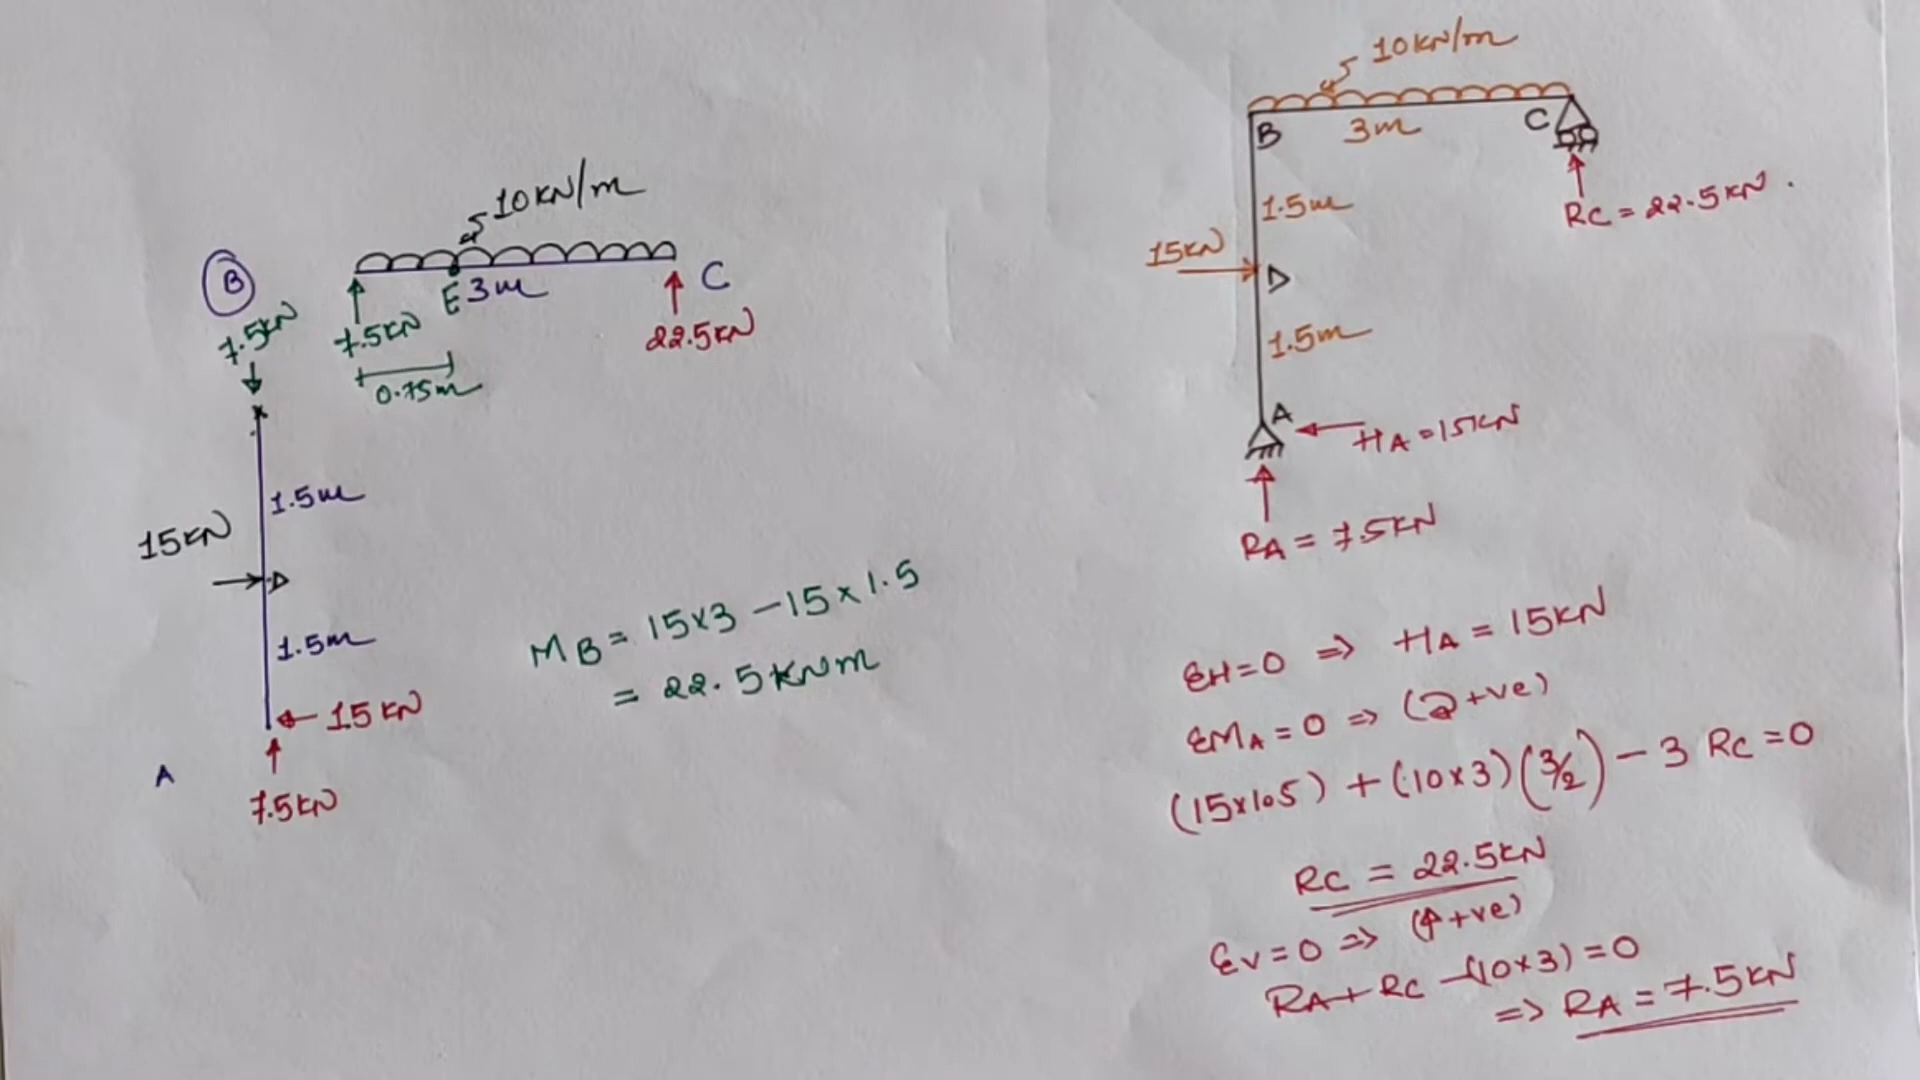 10KN/m
B
E
3m
C
7.5KN
7.5KN
22.5KN
0.75m
1.5m
15KN
D
1.5m
15KN
A
7.5KN
MB = 15x3 - 15x1.5
= 22.5KNm
10KN/m
B
3m
C
1.5m
RC = 22.5KN.
15KN
D
1.5m
A
HA = 15KN
RA = 7.5KN
ƐH=0 => HA = 15KN
ƐMA=0 => (↻+ve)
(15x1.5) + (10x3)(3/2) - 3 RC = 0
RC = 22.5KN
ƐV=0 => (↑+ve)
RA + RC - (10x3) = 0
=> RA = 7.5KN